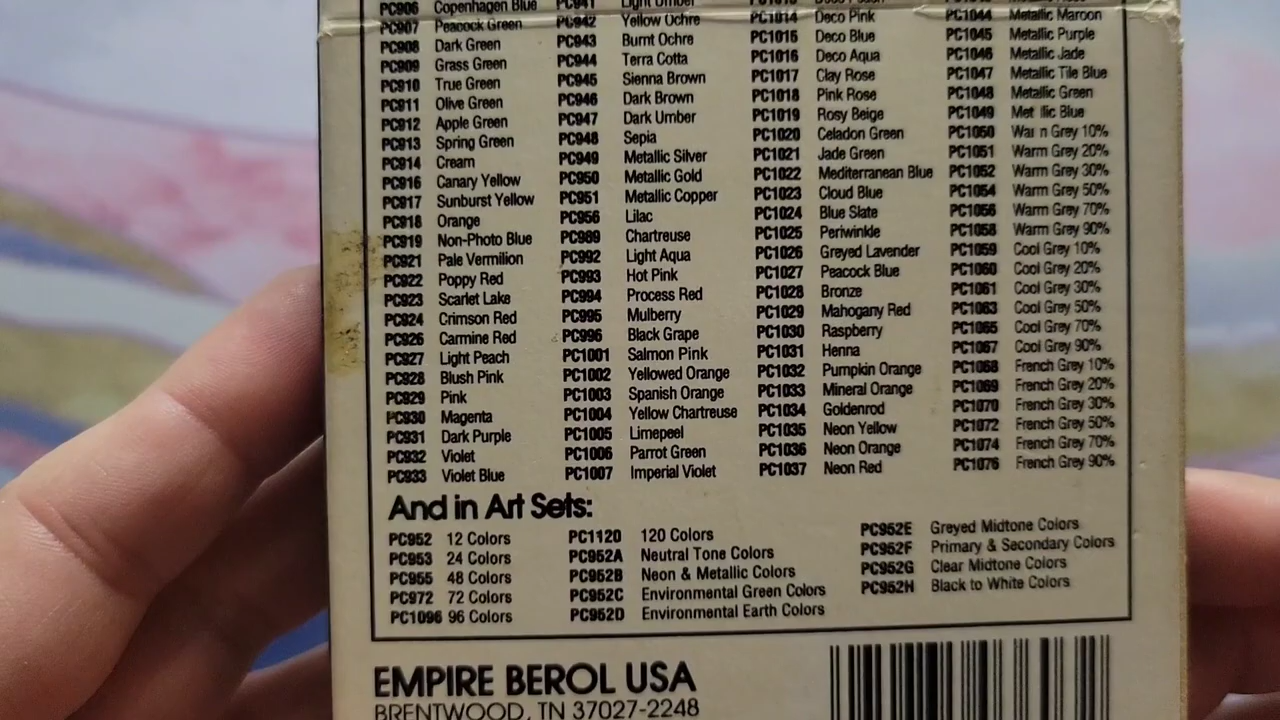 PC906 Copenhagen Blue
PC907 Peacock Green
PC908 Dark Green
PC909 Grass Green
PC910 True Green
PC911 Olive Green
PC912 Apple Green
PC913 Spring Green
PC914 Cream
PC916 Canary Yellow
PC917 Sunburst Yellow
PC918 Orange
PC919 Non-Photo Blue
PC921 Pale Vermilion
PC922 Poppy Red
PC923 Scarlet Lake
PC924 Crimson Red
PC926 Carmine Red
PC927 Light Peach
PC928 Blush Pink
PC929 Pink
PC930 Magenta
PC931 Dark Purple
PC932 Violet
PC933 Violet Blue
PC941 Light Umber
PC942 Yellow Ochre
PC943 Burnt Ochre
PC944 Terra Cotta
PC945 Sienna Brown
PC946 Dark Brown
PC947 Dark Umber
PC948 Sepia
PC949 Metallic Silver
PC950 Metallic Gold
PC951 Metallic Copper
PC956 Lilac
PC989 Chartreuse
PC992 Light Aqua
PC993 Hot Pink
PC994 Process Red
PC995 Mulberry
PC996 Black Grape
PC1001 Salmon Pink
PC1002 Yellowed Orange
PC1003 Spanish Orange
PC1004 Yellow Chartreuse
PC1005 Limepeel
PC1006 Parrot Green
PC1007 Imperial Violet
PC1014 Deco Pink
PC1015 Deco Blue
PC1016 Deco Aqua
PC1017 Clay Rose
PC1018 Pink Rose
PC1019 Rosy Beige
PC1020 Celadon Green
PC1021 Jade Green
PC1022 Mediterranean Blue
PC1023 Cloud Blue
PC1024 Blue Slate
PC1025 Periwinkle
PC1026 Greyed Lavender
PC1027 Peacock Blue
PC1028 Bronze
PC1029 Mahogany Red
PC1030 Raspberry
PC1031 Henna
PC1032 Pumpkin Orange
PC1033 Mineral Orange
PC1034 Goldenrod
PC1035 Neon Yellow
PC1036 Neon Orange
PC1037 Neon Red
PC1044 Metallic Maroon
PC1045 Metallic Purple
PC1046 Metallic Jade
PC1047 Metallic Tile Blue
PC1048 Metallic Green
PC1049 Metallic Blue
PC1050 Warm Grey 10%
PC1051 Warm Grey 20%
PC1052 Warm Grey 30%
PC1054 Warm Grey 50%
PC1056 Warm Grey 70%
PC1058 Warm Grey 90%
PC1059 Cool Grey 10%
PC1060 Cool Grey 20%
PC1061 Cool Grey 30%
PC1063 Cool Grey 50%
PC1065 Cool Grey 70%
PC1067 Cool Grey 90%
PC1068 French Grey 10%
PC1069 French Grey 20%
PC1070 French Grey 30%
PC1072 French Grey 50%
PC1074 French Grey 70%
PC1076 French Grey 90%
And in Art Sets:
PC952 12 Colors
PC953 24 Colors
PC955 48 Colors
PC972 72 Colors
PC1096 96 Colors
PC1120 120 Colors
PC952A Neutral Tone Colors
PC952B Neon & Metallic Colors
PC952C Environmental Green Colors
PC952D Environmental Earth Colors
PC952E Greyed Midtone Colors
PC952F Primary & Secondary Colors
PC952G Clear Midtone Colors
PC952H Black to White Colors
EMPIRE BEROL USA
BRENTWOOD, TN 37027-2248